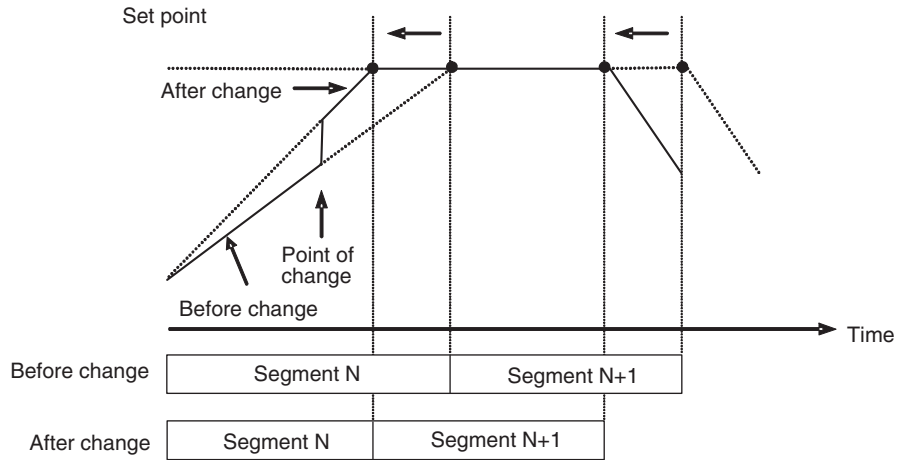 Set point
After change
Point of
change
Before change
Time
Before change
Segment N
Segment N+1
After change
Segment N
Segment N+1